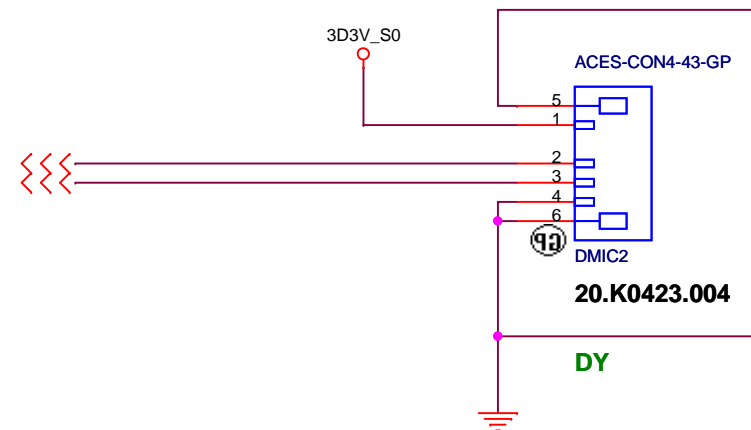 3D3V_S0
ACES-CON4-43-GP
5
1
2
3
4
6
GP
DMIC2
20.K0423.004
DY